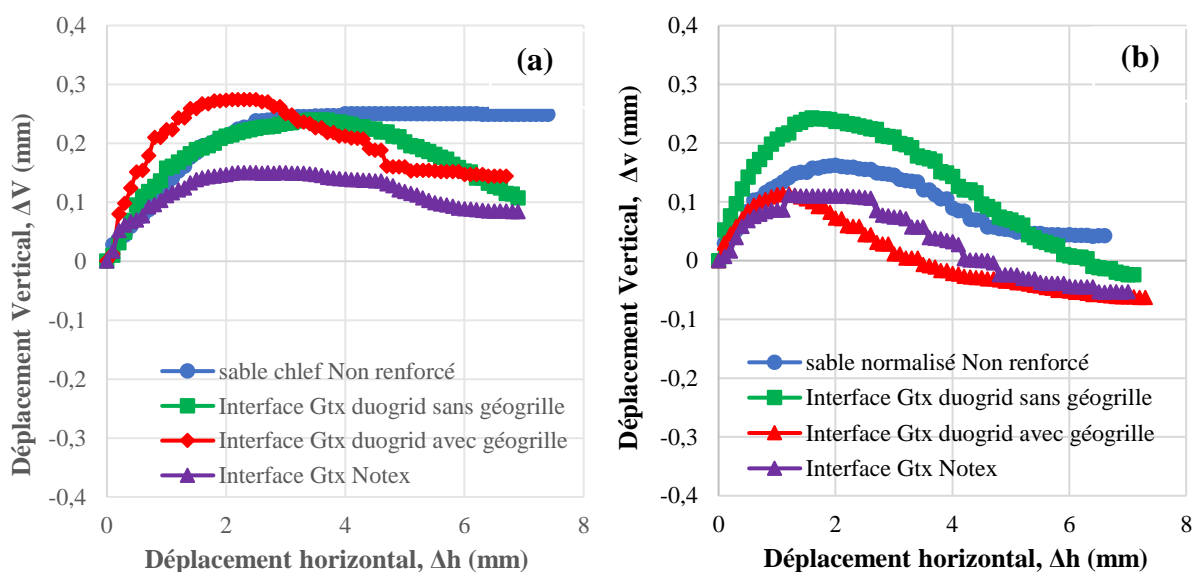 (a)
Déplacement Vertical, ΔV (mm)
0,4
0,3
0,2
0,1
0
-0,1
-0,2
-0,3
-0,4
sable chlef Non renforcé
Interface Gtx duogrid sans géogrille
Interface Gtx duogrid avec géogrille
Interface Gtx Notex
0 2 4 6 8
Déplacement horizontal, Δh (mm)
(b)
Déplacement Vertical, Δv (mm)
0,4
0,3
0,2
0,1
0
-0,1
-0,2
-0,3
-0,4
sable normalisé Non renforcé
Interface Gtx duogrid sans géogrille
Interface Gtx duogrid avec géogrille
Interface Gtx Notex
0 2 4 6 8
Déplacement horizontal, Δh (mm)